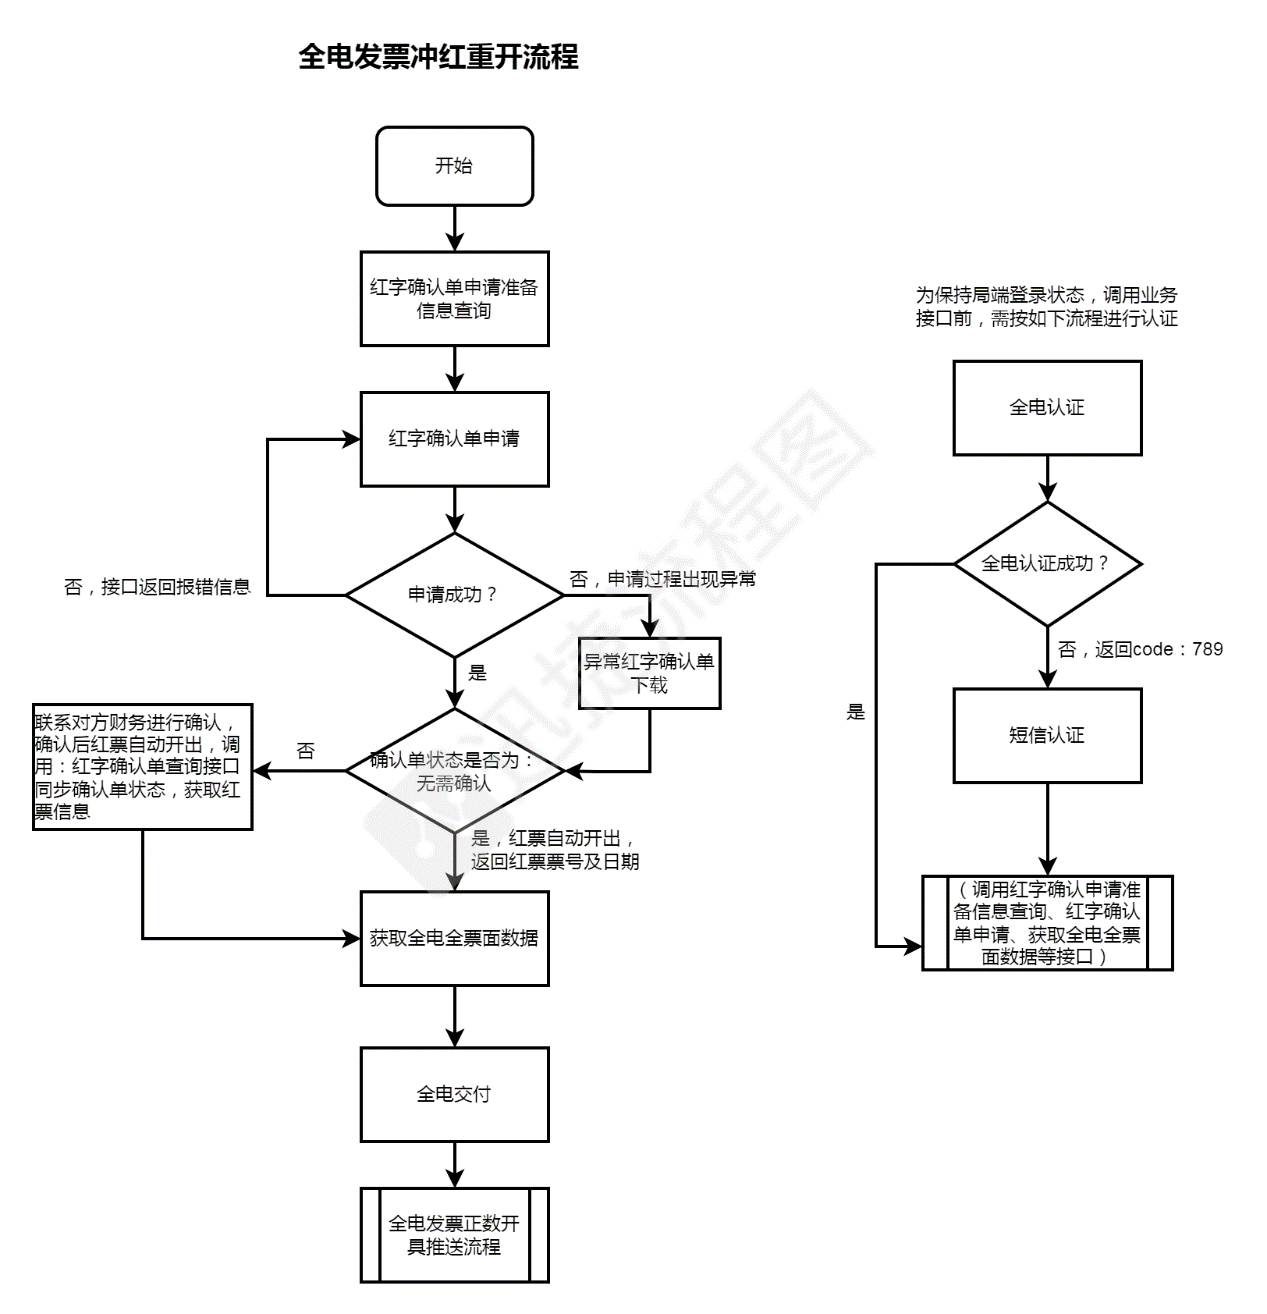 全电发票冲红重开流程
开始
红字确认单申请准备
信息查询
红字确认单申请
申请成功？
否，接口返回报错信息
否，申请过程出现异常
异常红字确认单
下载
是
确认单状态是否为：
无需确认
否
联系对方财务进行确认，
确认后红票自动开出，调
用：红字确认单查询接口
同步确认单状态，获取红
票信息
是，红票自动开出，
返回红票票号及日期
获取全电全票面数据
全电交付
全电发票正数开
具推送流程
为保持局端登录状态，调用业务
接口前，需按如下流程进行认证
全电认证
全电认证成功？
否，返回code：789
是
短信认证
（调用红字确认申请准
备信息查询、红字确认
单申请、获取全电全票
面数据等接口）
迅捷流程图